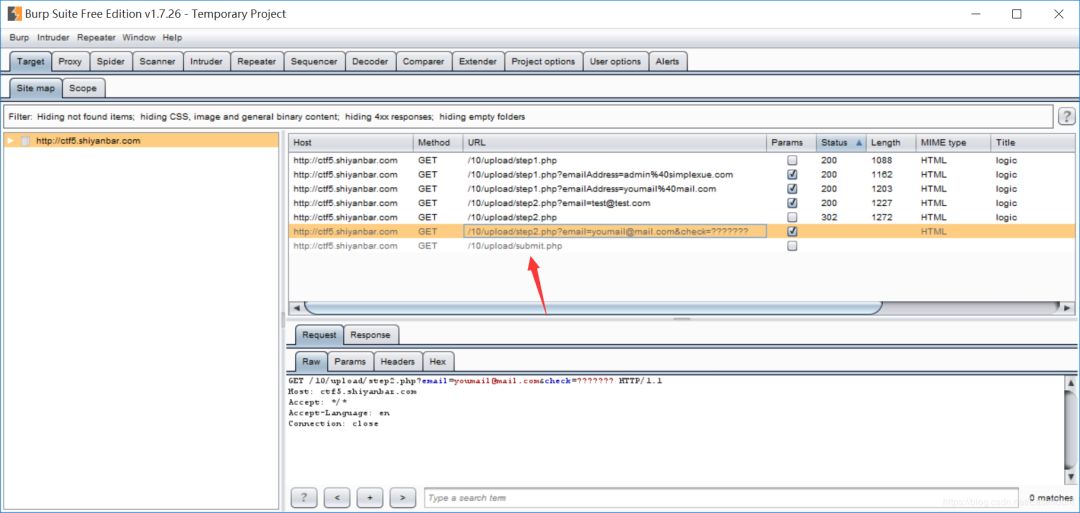 Burp Suite Free Edition v1.7.26 - Temporary Project
Burp Intruder Repeater Window Help
Target Proxy Spider Scanner Intruder Repeater Sequencer Decoder Comparer Extender Project options User options Alerts
Site map Scope
Filter: Hiding not found items; hiding CSS, image and general binary content; hiding 4xx responses; hiding empty folders ?
http://ctf5.shiyanbar.com
Host Method URL Params Status Length MIME type Title
http://ctf5.shiyanbar.com GET /10/upload/step1.php 200 1088 HTML logic
http://ctf5.shiyanbar.com GET /10/upload/step1.php?emailAddress=admin%40simplexue.com 200 1162 HTML logic
http://ctf5.shiyanbar.com GET /10/upload/step1.php?emailAddress=youmail%40mail.com 200 1203 HTML logic
http://ctf5.shiyanbar.com GET /10/upload/step2.php?email=test@test.com 200 1227 HTML logic
http://ctf5.shiyanbar.com GET /10/upload/step2.php 302 1272 HTML logic
http://ctf5.shiyanbar.com GET /10/upload/step2.php?email=youmail@mail.com&check=??????? HTML
http://ctf5.shiyanbar.com GET /10/upload/submit.php
Request Response
Raw Params Headers Hex
GET /10/upload/step2.php?email=youmail@mail.com&check=??????? HTTP/1.1
Host: ctf5.shiyanbar.com
Accept: */*
Accept-Language: en
Connection: close
? < + > Type a search term 0 matches